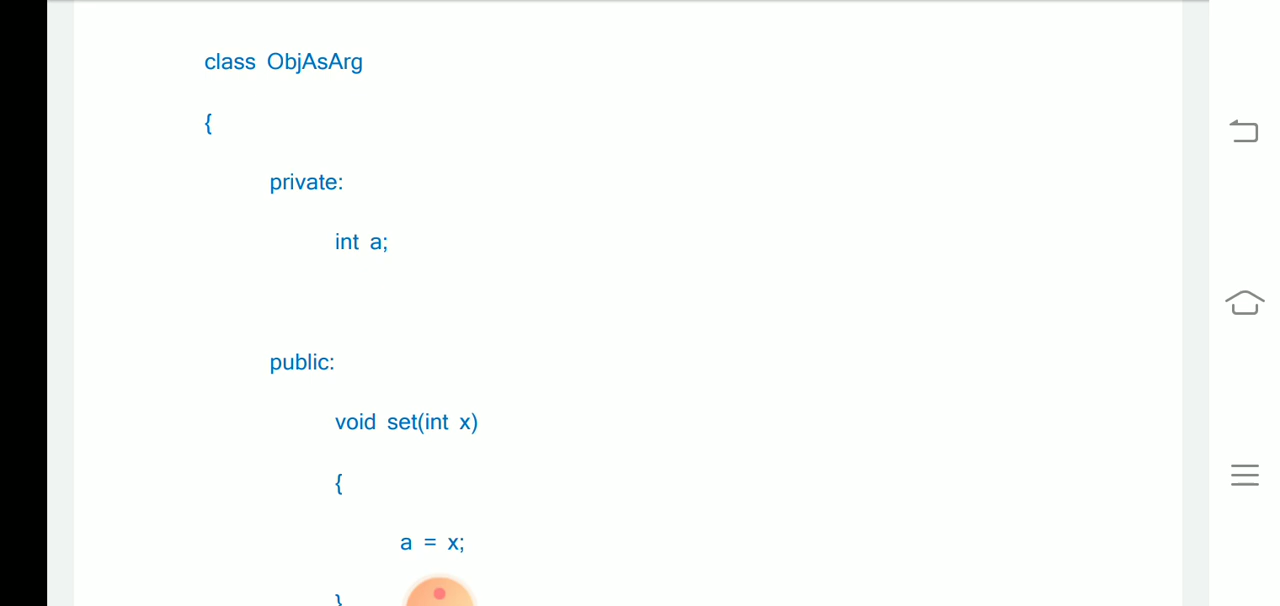 class ObjAsArg
{
private:
int a;
public:
void set(int x)
{
a = x;
}